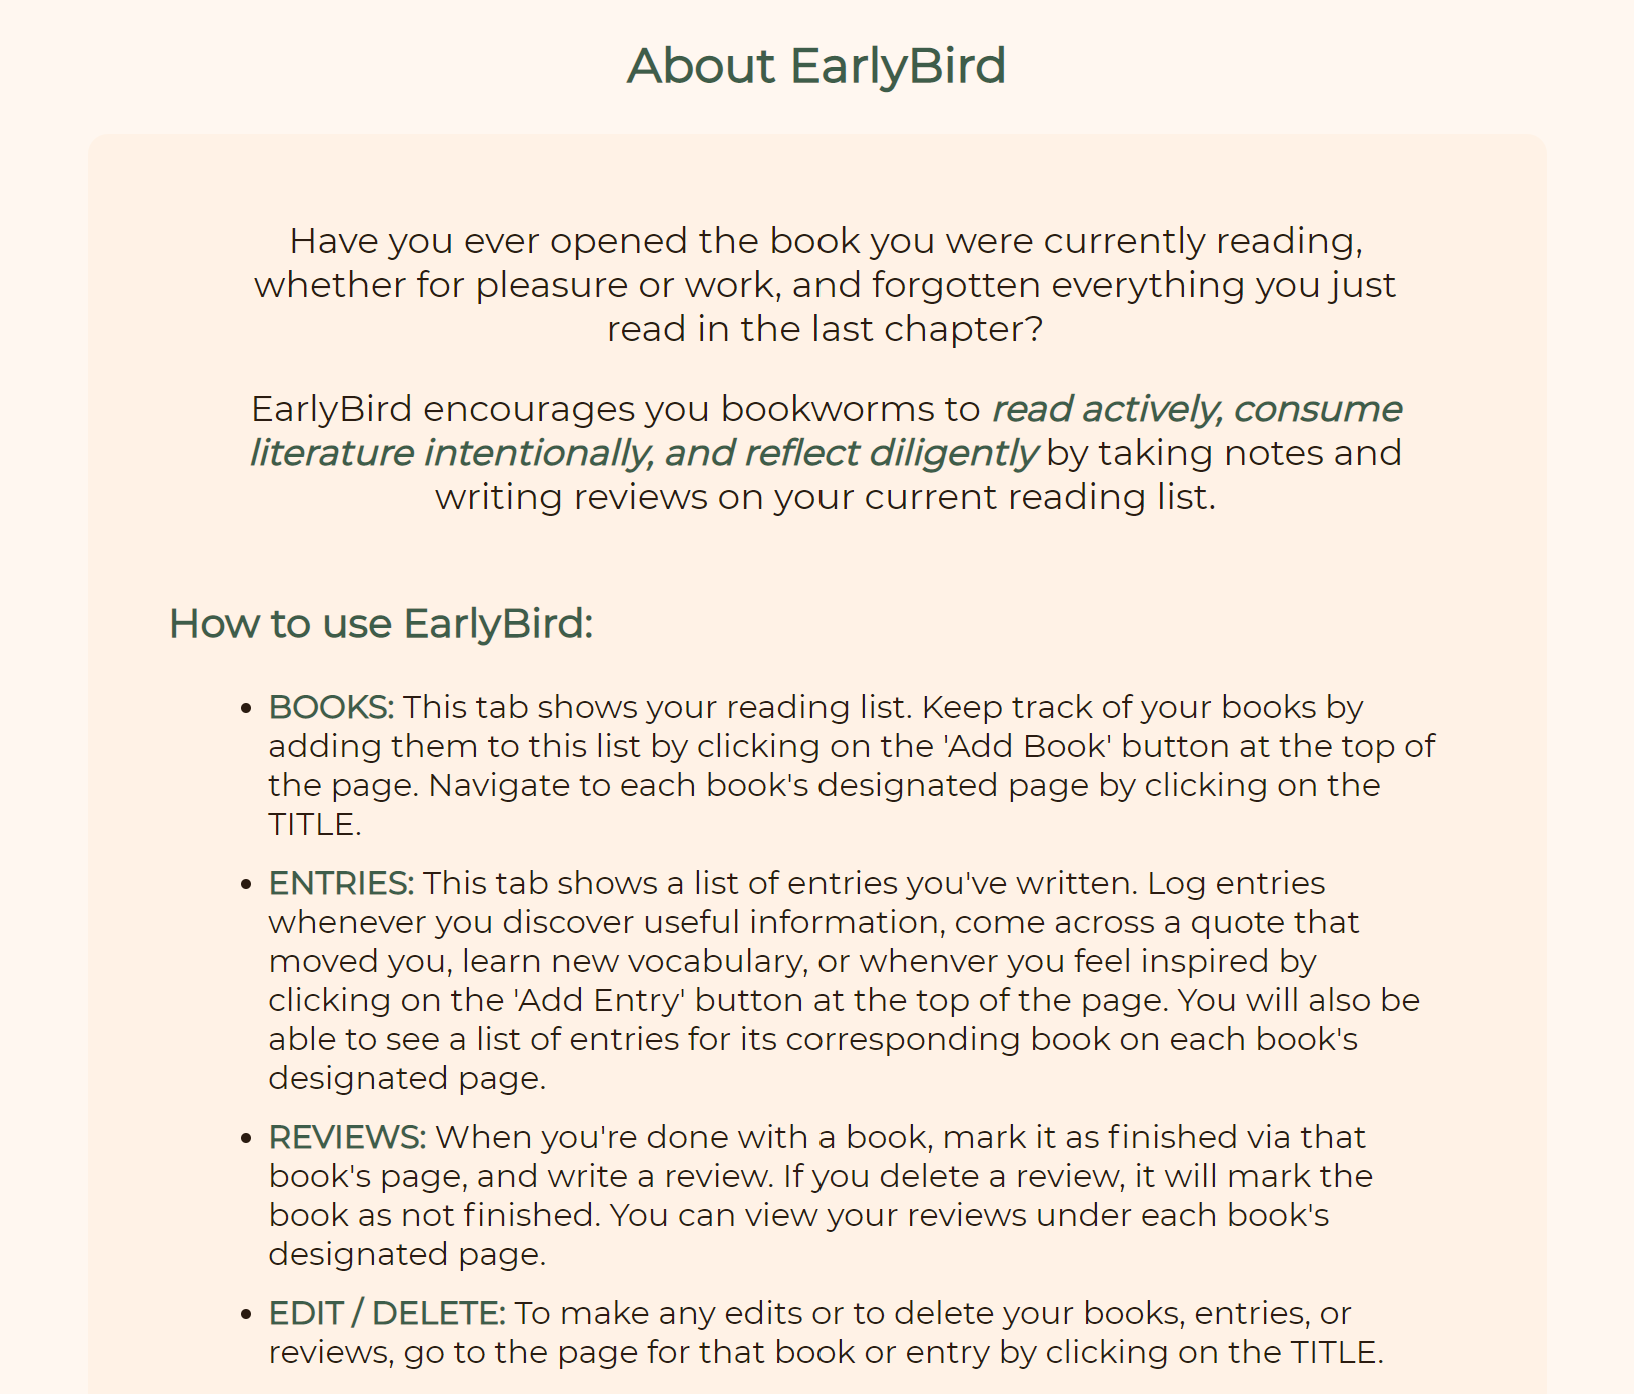 About EarlyBird
Have you ever opened the book you were currently reading,
whether for pleasure or work, and forgotten everything you just
read in the last chapter?
EarlyBird encourages you bookworms to read actively, consume
literature intentionally, and reflect diligently by taking notes and
writing reviews on your current reading list.
How to use EarlyBird:
• BOOKS: This tab shows your reading list. Keep track of your books by
adding them to this list by clicking on the 'Add Book' button at the top of
the page. Navigate to each book's designated page by clicking on the
TITLE.
• ENTRIES: This tab shows a list of entries you've written. Log entries
whenever you discover useful information, come across a quote that
moved you, learn new vocabulary, or whenver you feel inspired by
clicking on the 'Add Entry' button at the top of the page. You will also be
able to see a list of entries for its corresponding book on each book's
designated page.
• REVIEWS: When you're done with a book, mark it as finished via that
book's page, and write a review. If you delete a review, it will mark the
book as not finished. You can view your reviews under each book's
designated page.
• EDIT / DELETE: To make any edits or to delete your books, entries, or
reviews, go to the page for that book or entry by clicking on the TITLE.